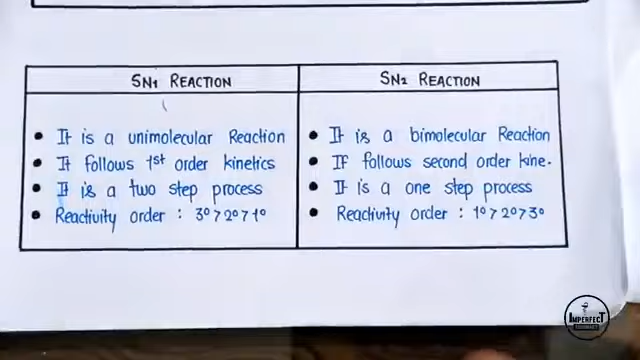 SN1 REACTION
SN2 REACTION
• It is a unimolecular Reaction
• It follows 1st order kinetics
• It is a two step process
• Reactivity order : 3° > 2° > 1°
• It is a bimolecular Reaction
• If follows second order kine.
• It is a one step process
• Reactivity order : 1° > 2° > 3°
IMPERFECT